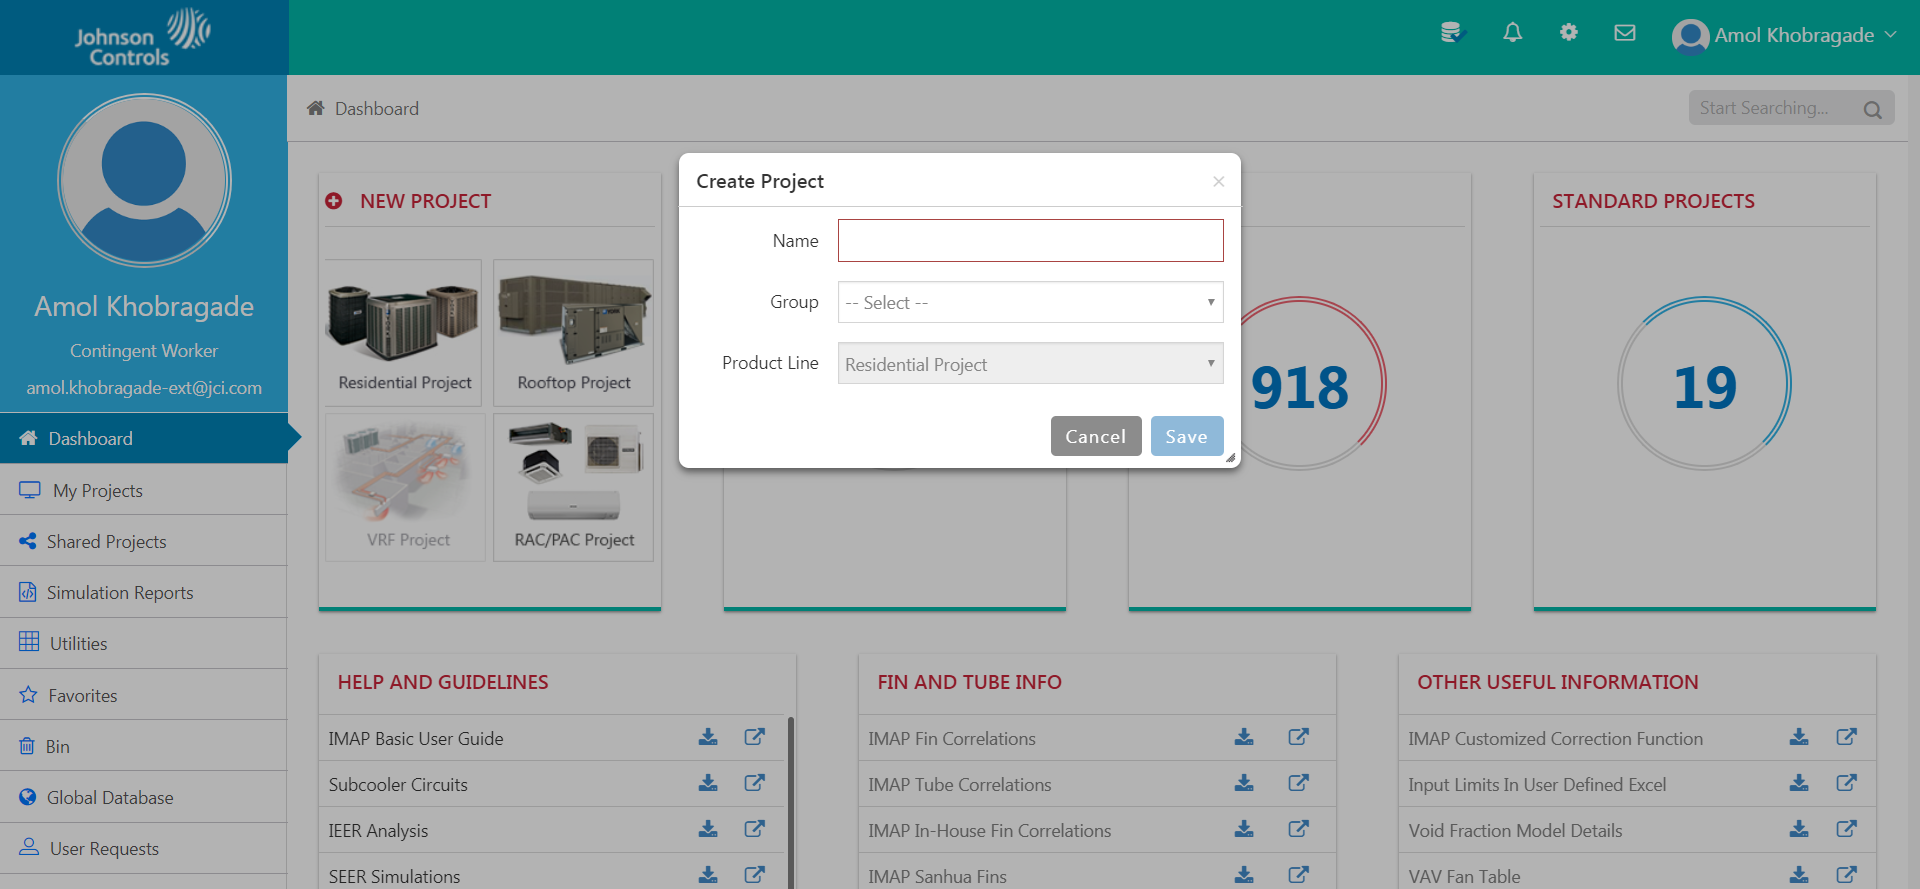 Johnson
Controls
Amol Khobragade
Amol Khobragade
Contingent Worker
amol.khobragade-ext@jci.com
Dashboard
My Projects
Shared Projects
Simulation Reports
Utilities
Favorites
Bin
Global Database
User Requests
Dashboard
Start Searching...
NEW PROJECT
Residential Project
Rooftop Project
VRF Project
RAC/PAC Project
Create Project
×
Name
Group
-- Select --
Product Line
Residential Project
Cancel
Save
918
STANDARD PROJECTS
19
HELP AND GUIDELINES
IMAP Basic User Guide
Subcooler Circuits
IEER Analysis
SEER Simulations
FIN AND TUBE INFO
IMAP Fin Correlations
IMAP Tube Correlations
IMAP In-House Fin Correlations
IMAP Sanhua Fins
OTHER USEFUL INFORMATION
IMAP Customized Correction Function
Input Limits In User Defined Excel
Void Fraction Model Details
VAV Fan Table